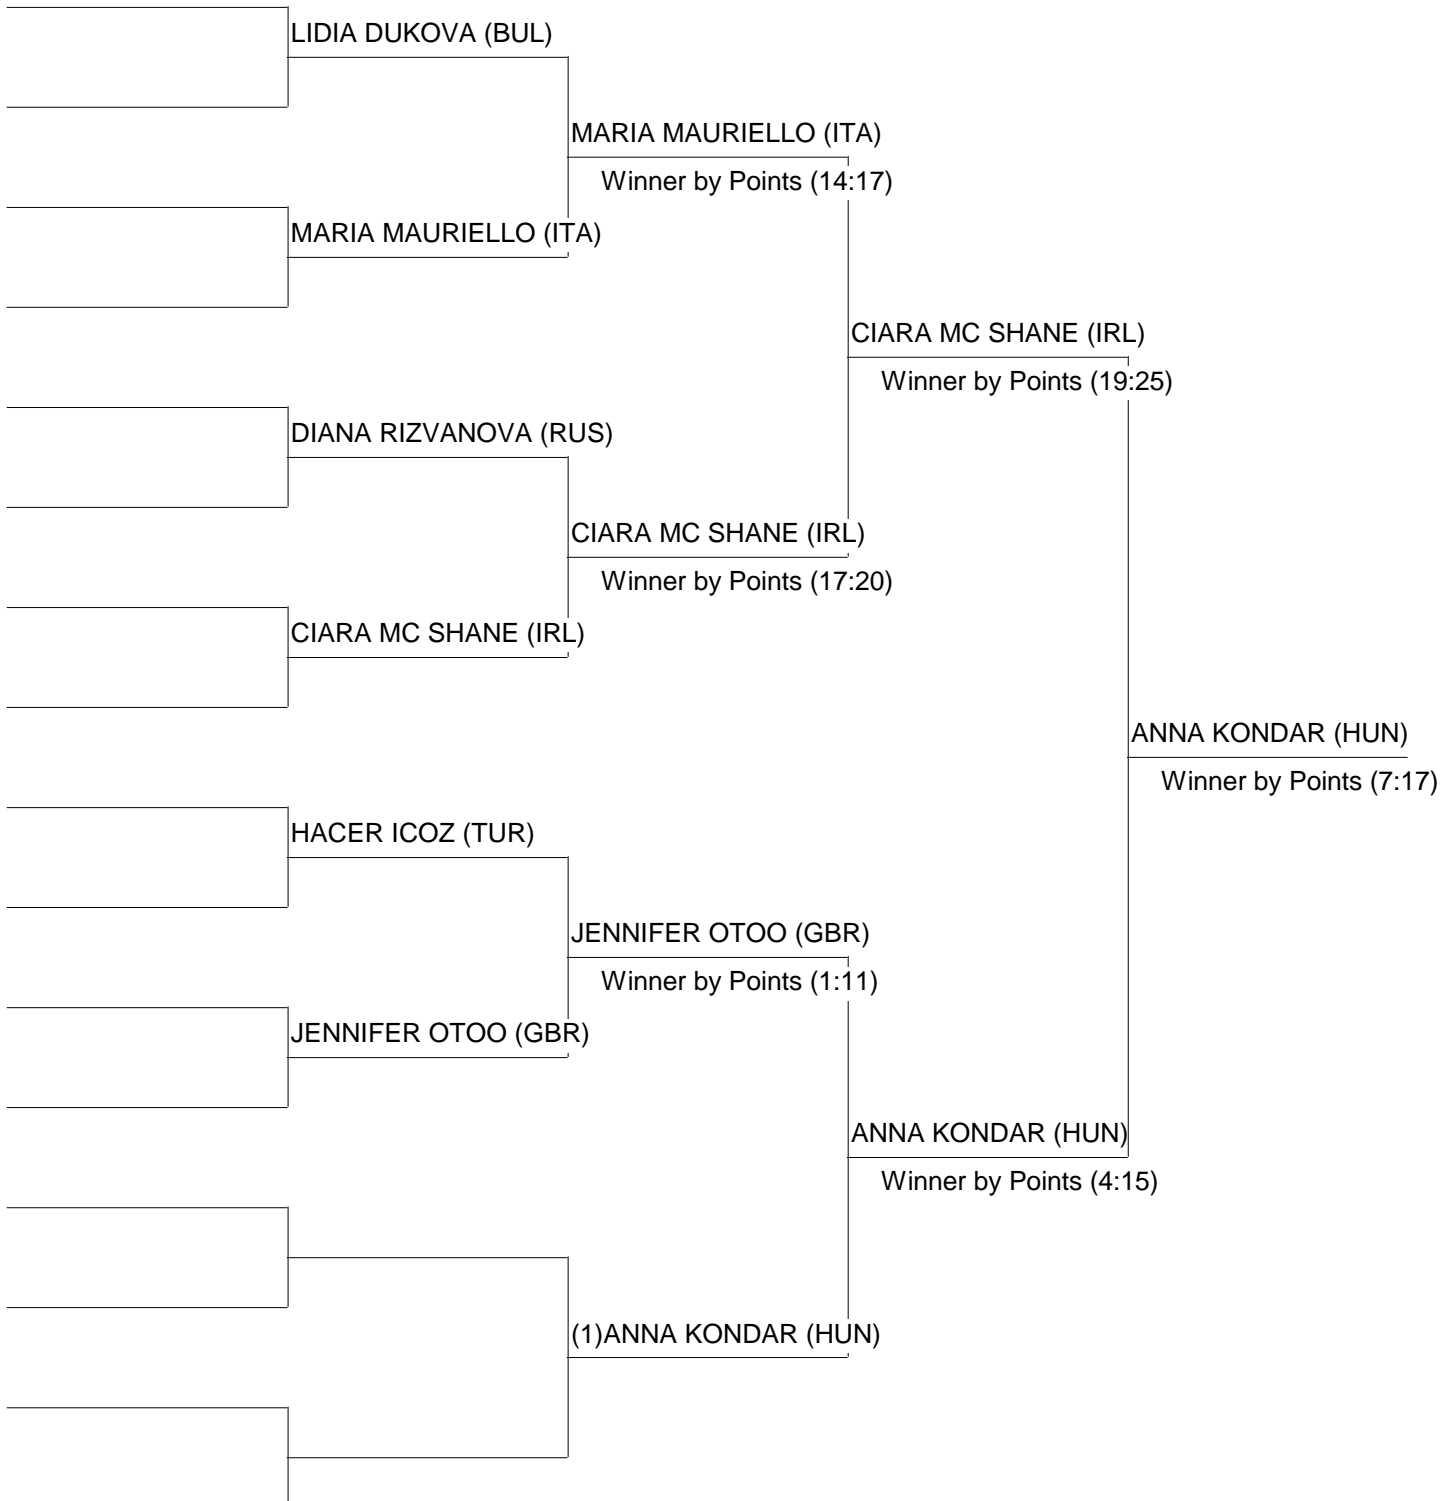 LIDIA DUKOVA (BUL)
MARIA MAURIELLO (ITA)
Winner by Points (14:17)
MARIA MAURIELLO (ITA)
CIARA MC SHANE (IRL)
Winner by Points (19:25)
DIANA RIZVANOVA (RUS)
CIARA MC SHANE (IRL)
Winner by Points (17:20)
CIARA MC SHANE (IRL)
ANNA KONDAR (HUN)
Winner by Points (7:17)
HACER ICOZ (TUR)
JENNIFER OTOO (GBR)
Winner by Points (1:11)
JENNIFER OTOO (GBR)
ANNA KONDAR (HUN)
Winner by Points (4:15)
(1)ANNA KONDAR (HUN)